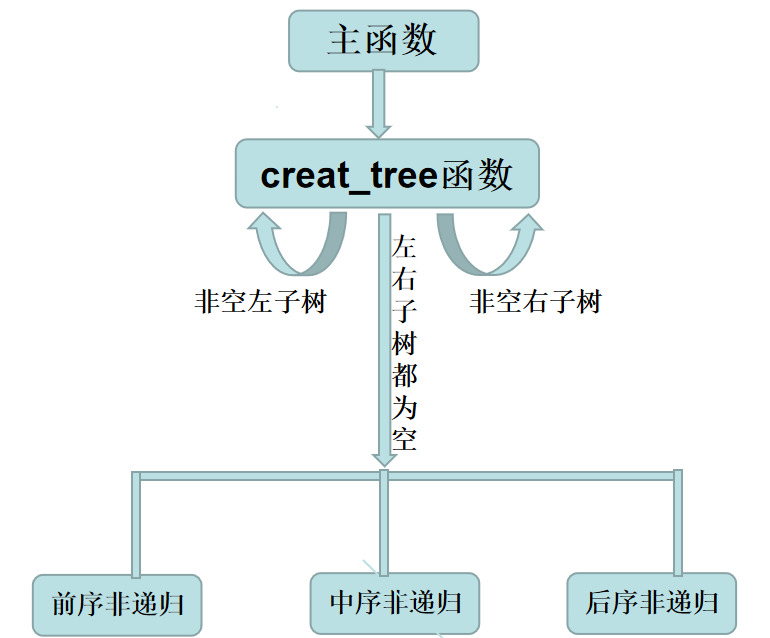 主函数
creat_tree函数
非空左子树
左右子树都为空
非空右子树
前序非递归
中序非递归
后序非递归